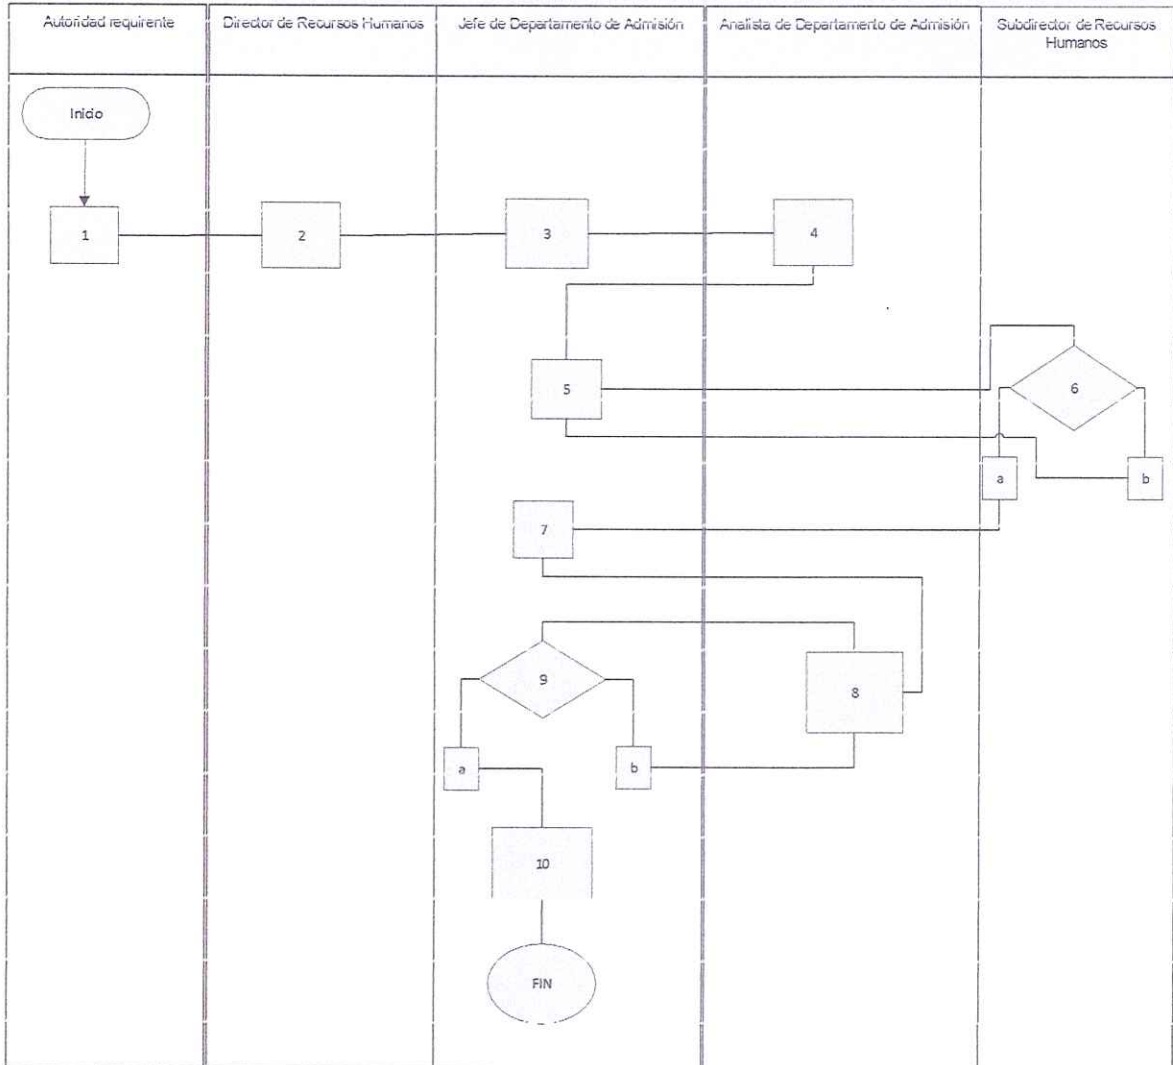 Autoridad requirente
Director de Recursos Humanos
Jefe de Departamento de Admisión
Analista de Departamento de Admisión
Subdirector de Recursos
Humanos
Inicio
1
2
3
4
5
6
a
b
7
9
8
a
b
10
FIN